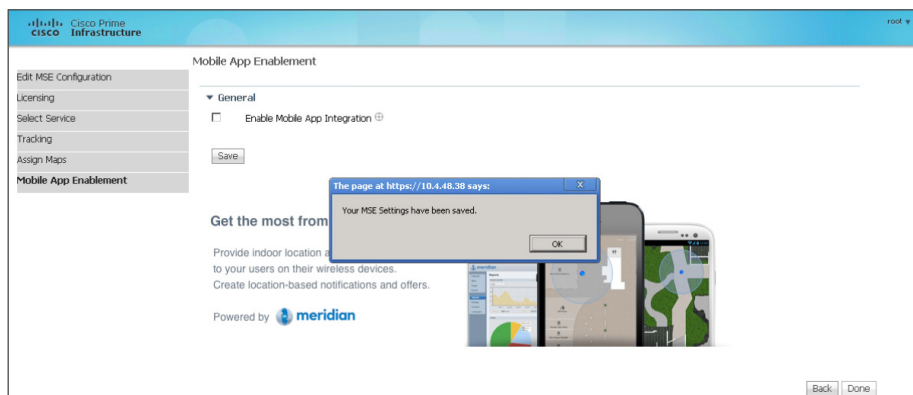 Cisco Prime
CISCO Infrastructure
root
Mobile App Enablement
Edit MSE Configuration
Licensing
Select Service
Tracking
Assign Maps
Mobile App Enablement
General
Enable Mobile App Integration
Save
The page at https://10.4.48.38 says:
X
Your MSE Settings have been saved.
OK
Get the most from
Provide indoor location a
to your users on their wireless devices.
Create location-based notifications and offers.
Powered by meridian
meridian
Back Done